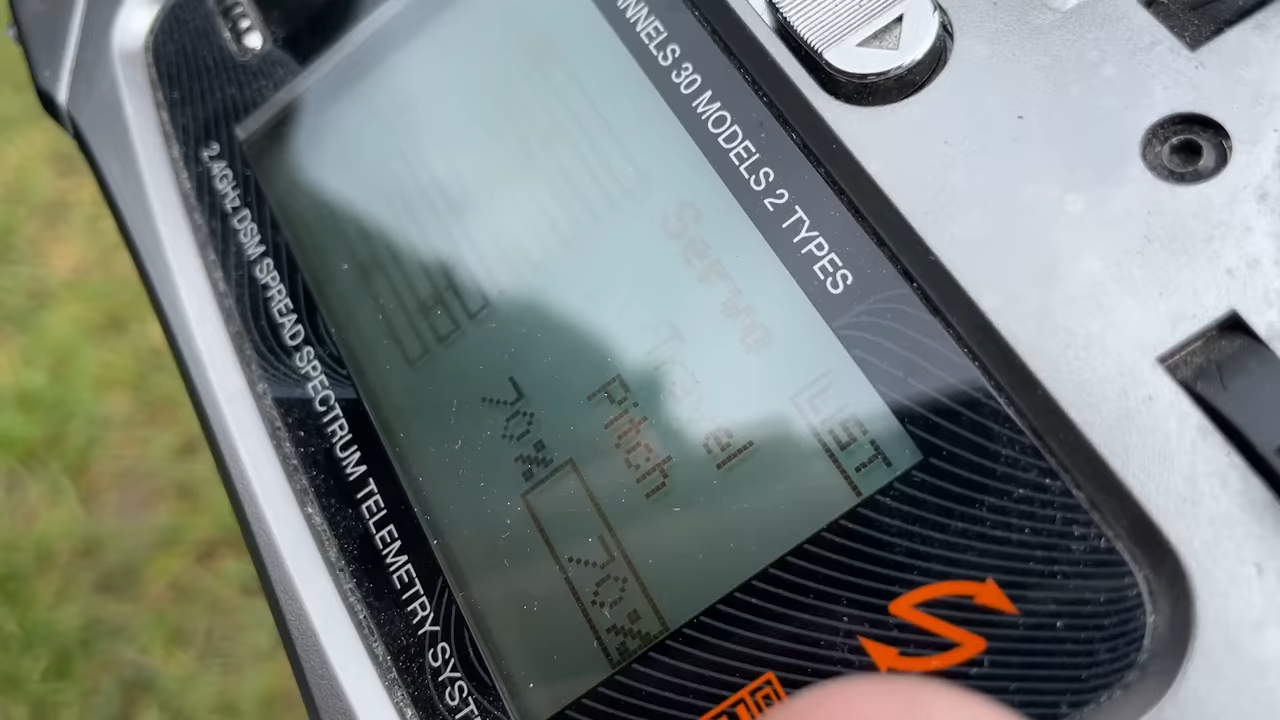 ANNELS 30 MODELS 2 TYPES
LIST
Servo
Travel
Pitch
70%
70%
2.4GHz DSM SPREAD SPECTRUM TELEMETRY SYST